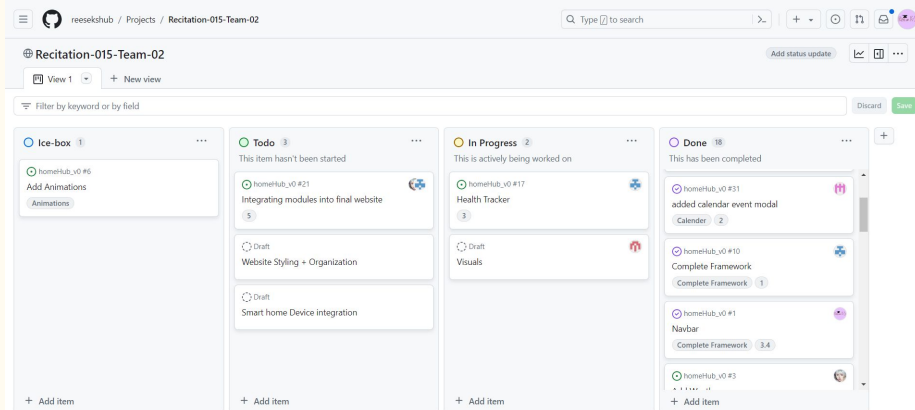 reesekshub / Projects / Recitation-015-Team-02
Type / to search
Recitation-015-Team-02
Add status update
View 1
+ New view
Filter by keyword or by field
Discard
Save
Ice-box 1
homeHub_v0 #6
Add Animations
Animations
+ Add item
Todo 3
This item hasn't been started
homeHub_v0 #21
Integrating modules into final website
5
Draft
Website Styling + Organization
Draft
Smart home Device integration
+ Add item
In Progress 2
This is actively being worked on
homeHub_v0 #17
Health Tracker
3
Draft
Visuals
+ Add item
Done 18
This has been completed
homeHub_v0 #31
added calendar event modal
Calender 2
homeHub_v0 #10
Complete Framework
Complete Framework 1
homeHub_v0 #1
Navbar
Complete Framework 3.4
homeHub_v0 #3
+ Add item